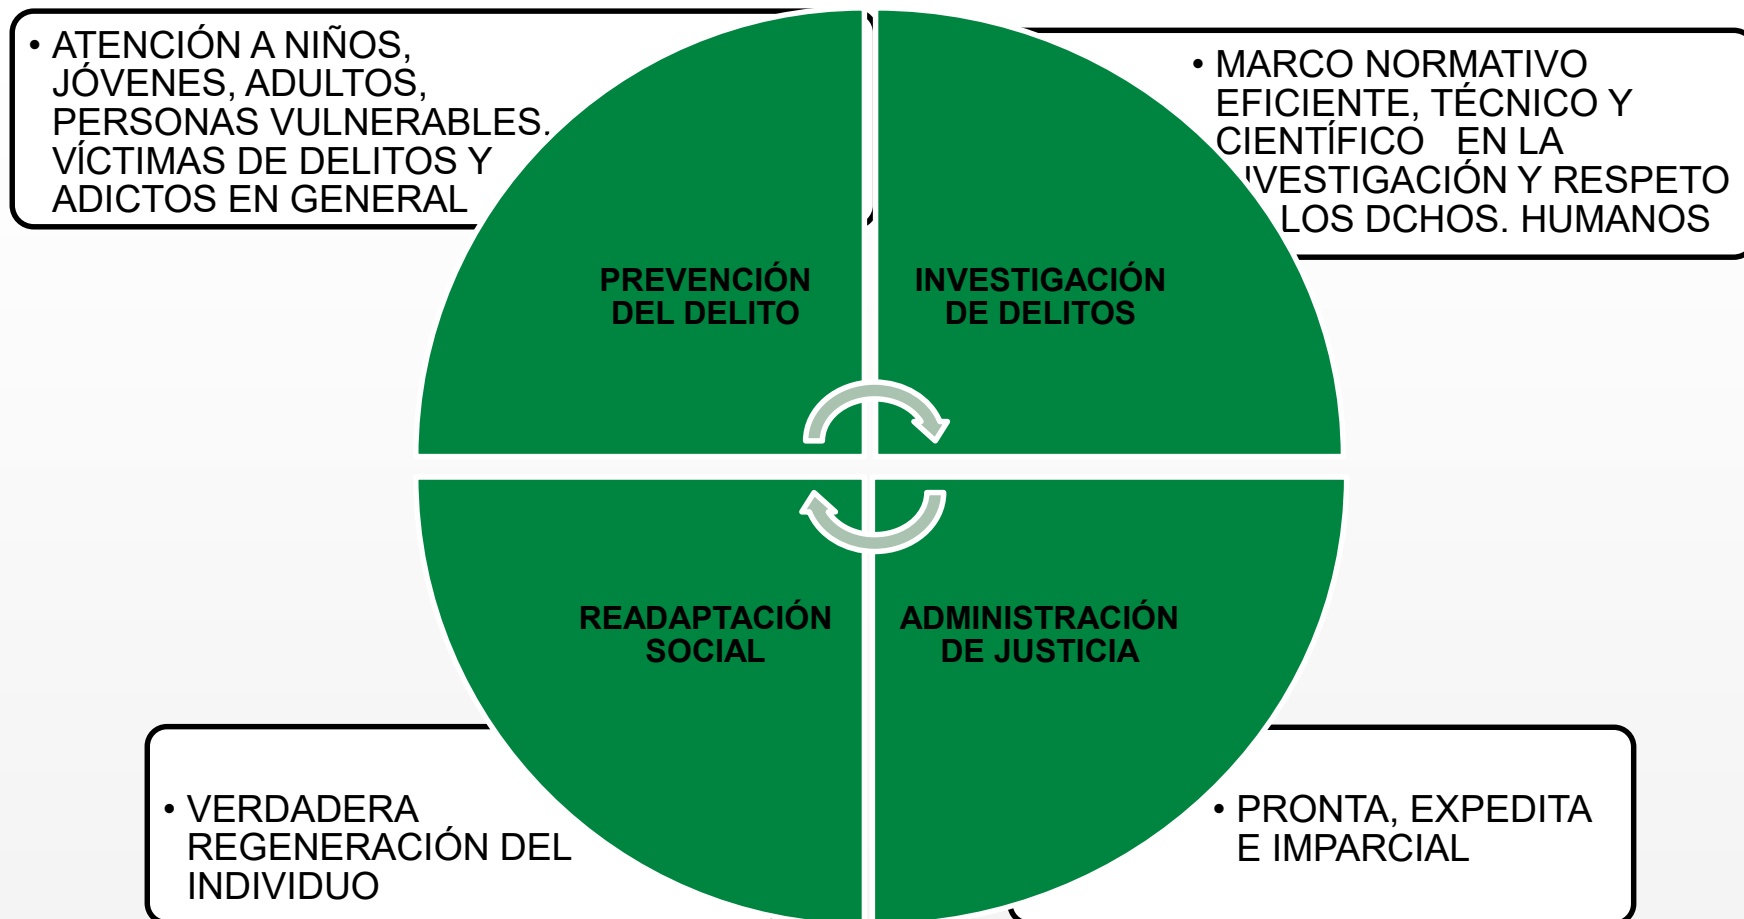 • ATENCIÓN A NIÑOS,
JÓVENES, ADULTOS,
PERSONAS VULNERABLES.
VÍCTIMAS DE DELITOS Y
ADICTOS EN GENERAL
• MARCO NORMATIVO
EFICIENTE, TÉCNICO Y
CIENTÍFICO EN LA
INVESTIGACIÓN Y RESPETO
LOS DCHOS. HUMANOS
PREVENCIÓN
DEL DELITO
INVESTIGACIÓN
DE DELITOS
READAPTACIÓN
SOCIAL
ADMINISTRACIÓN
DE JUSTICIA
• VERDADERA
REGENERACIÓN DEL
INDIVIDUO
• PRONTA, EXPEDITA
E IMPARCIAL